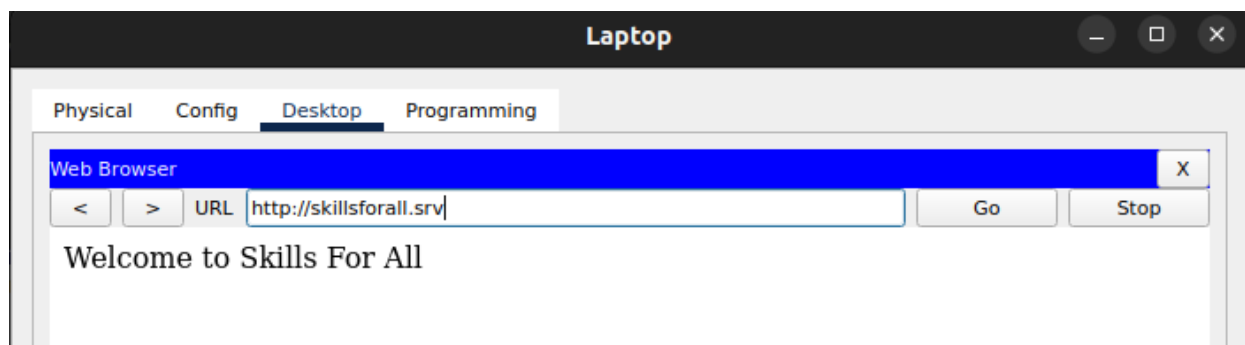 Laptop
Physical Config Desktop Programming
Web Browser X
< > URL http://skillsforall.srv Go Stop
Welcome to Skills For All